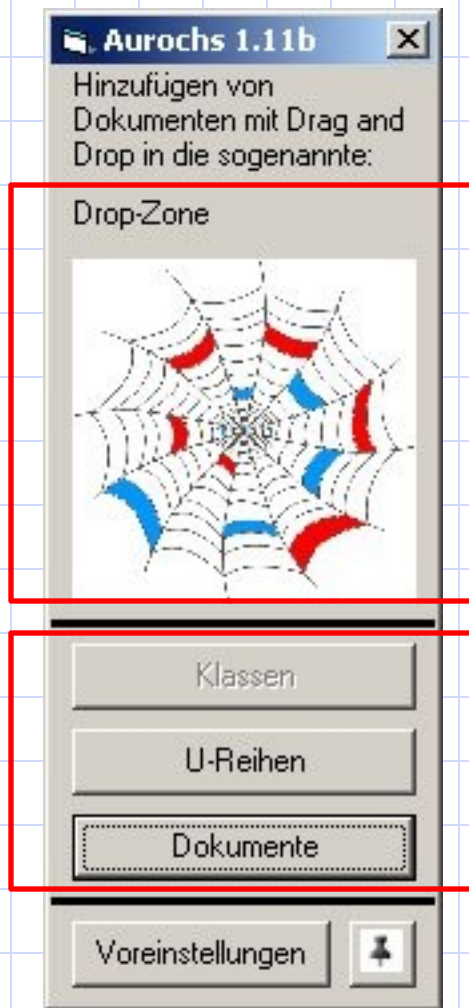 Aurochs 1.11b
Hinzufügen von
Dokumenten mit Drag and
Drop in die sogenannte:
Drop-Zone
Klassen
U-Reihen
Dokumente
Voreinstellungen